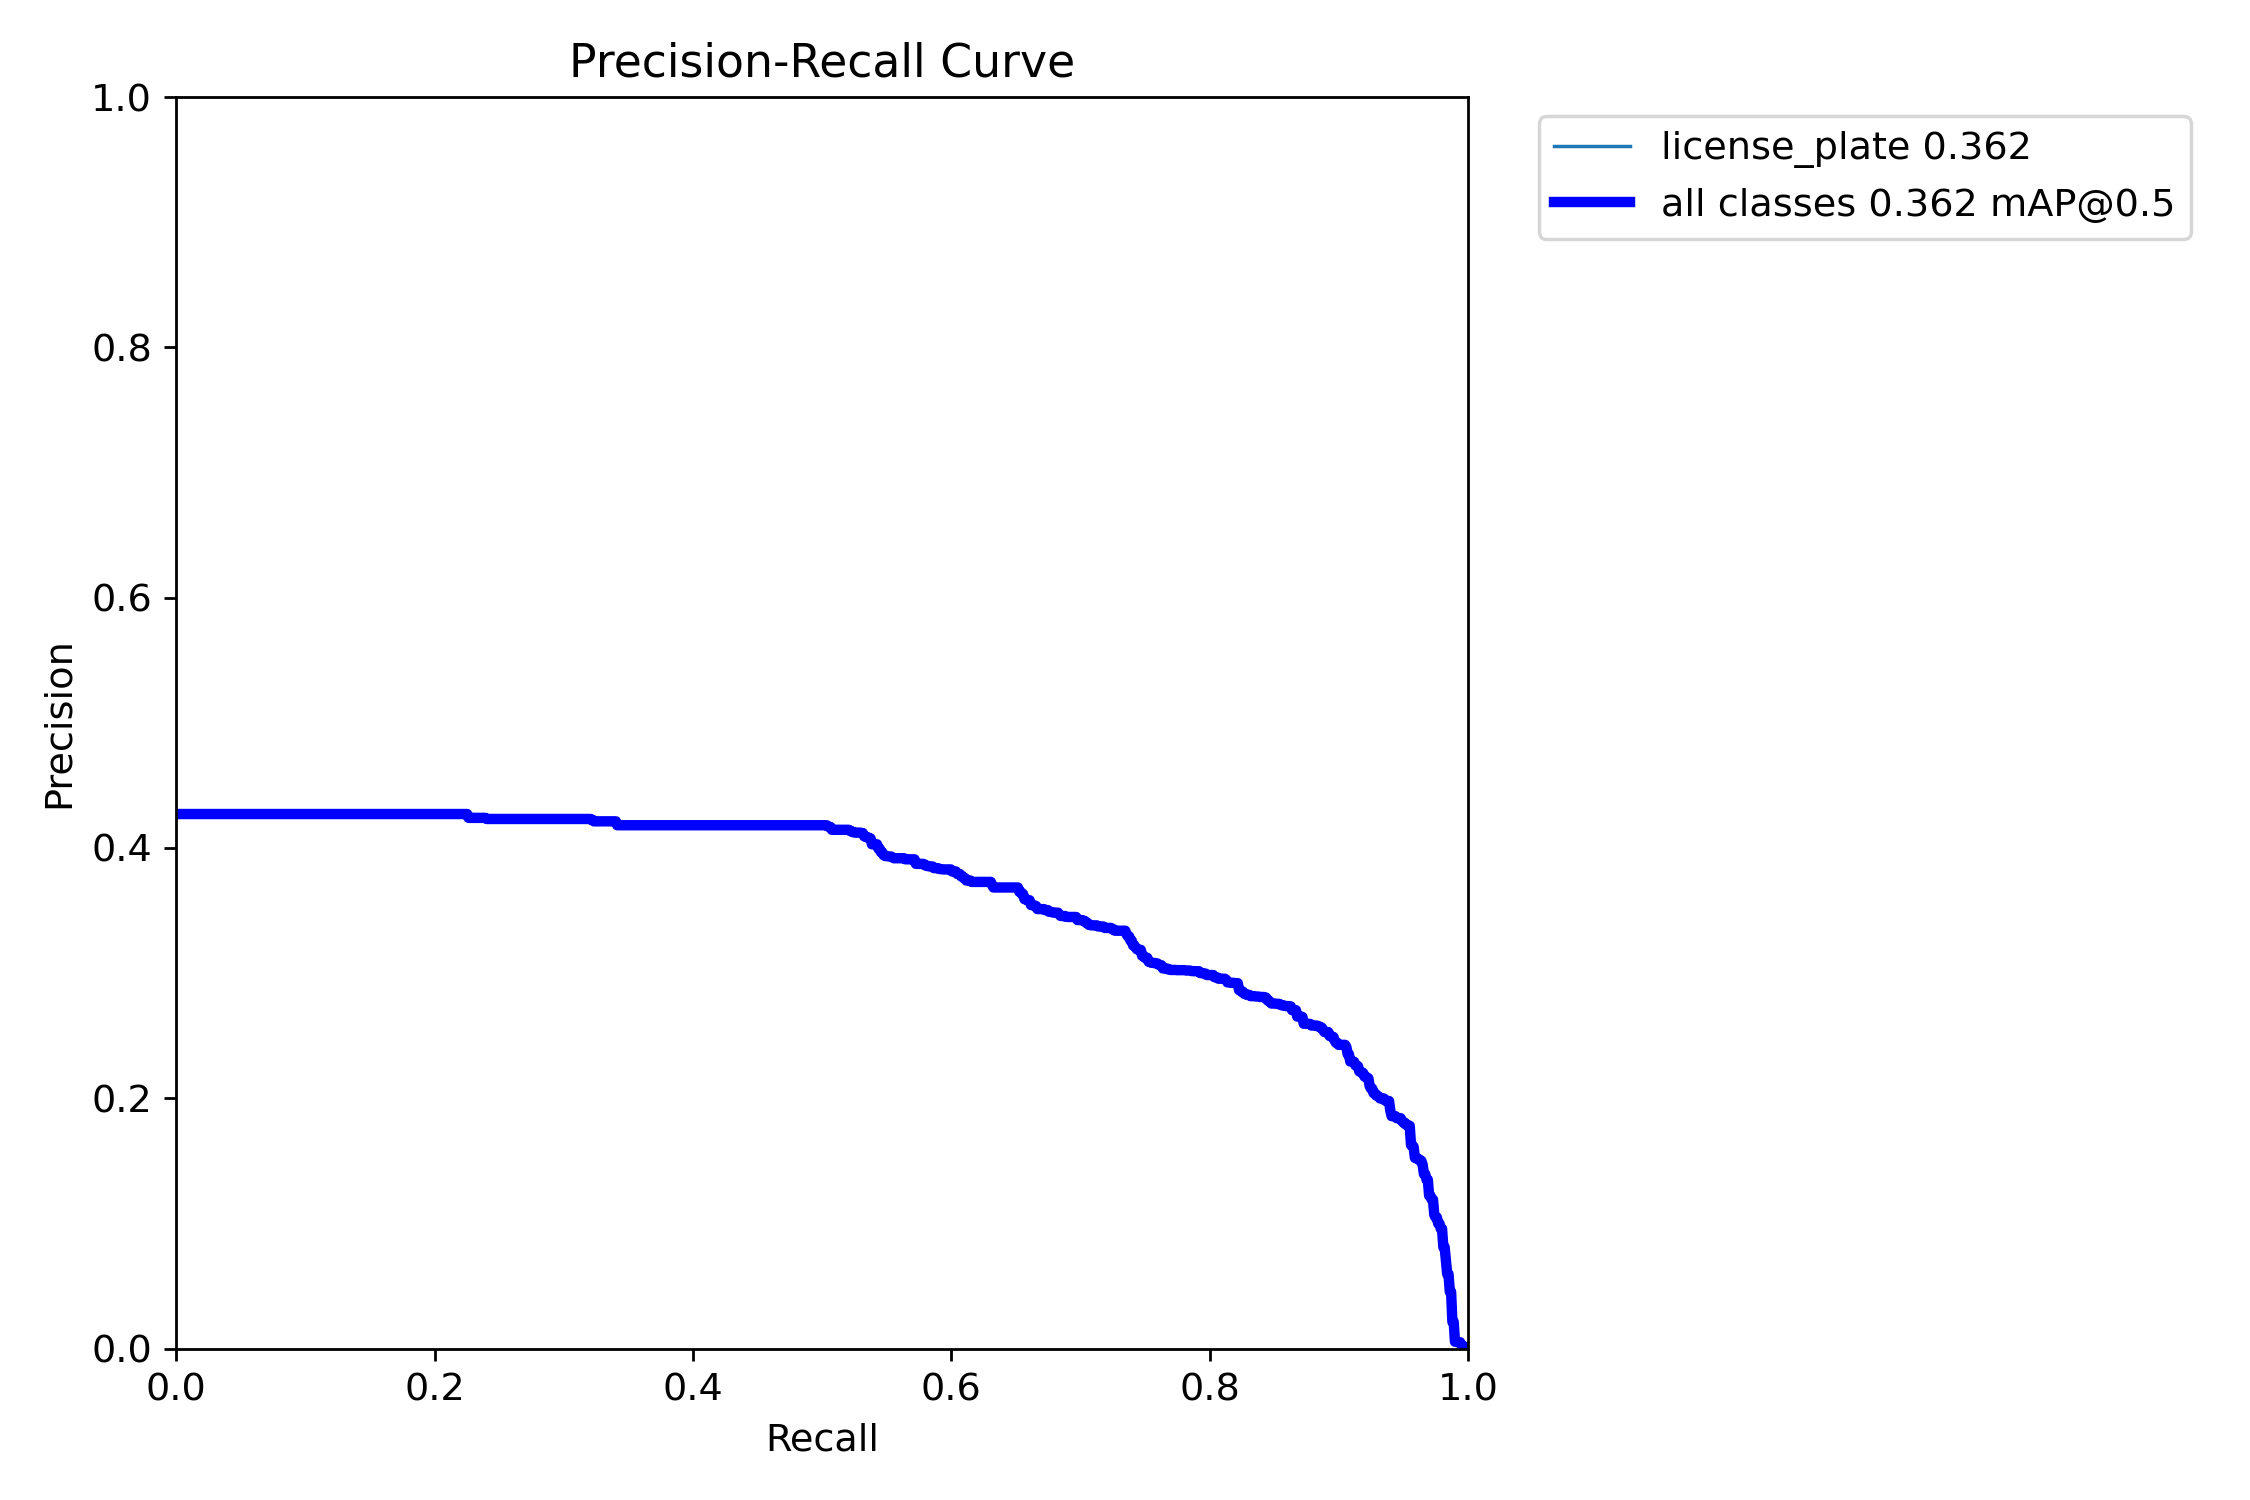 Precision-Recall Curve
1.0
0.8
0.6
0.4
0.2
0.0
Precision
0.0 0.2 0.4 0.6 0.8 1.0
Recall
license_plate 0.362
all classes 0.362 mAP@0.5